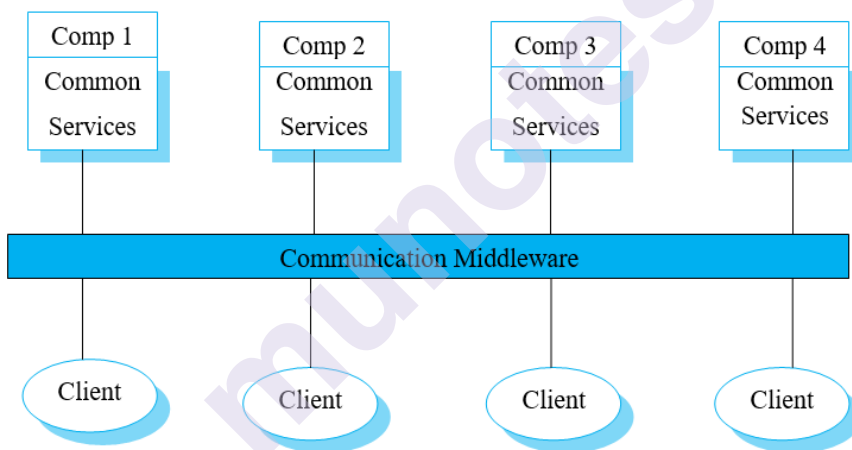 Comp 1
Common
Services
Comp 2
Common
Services
Comp 3
Common
Services
Comp 4
Common
Services
Communication Middleware
Client
Client
Client
Client
munotes